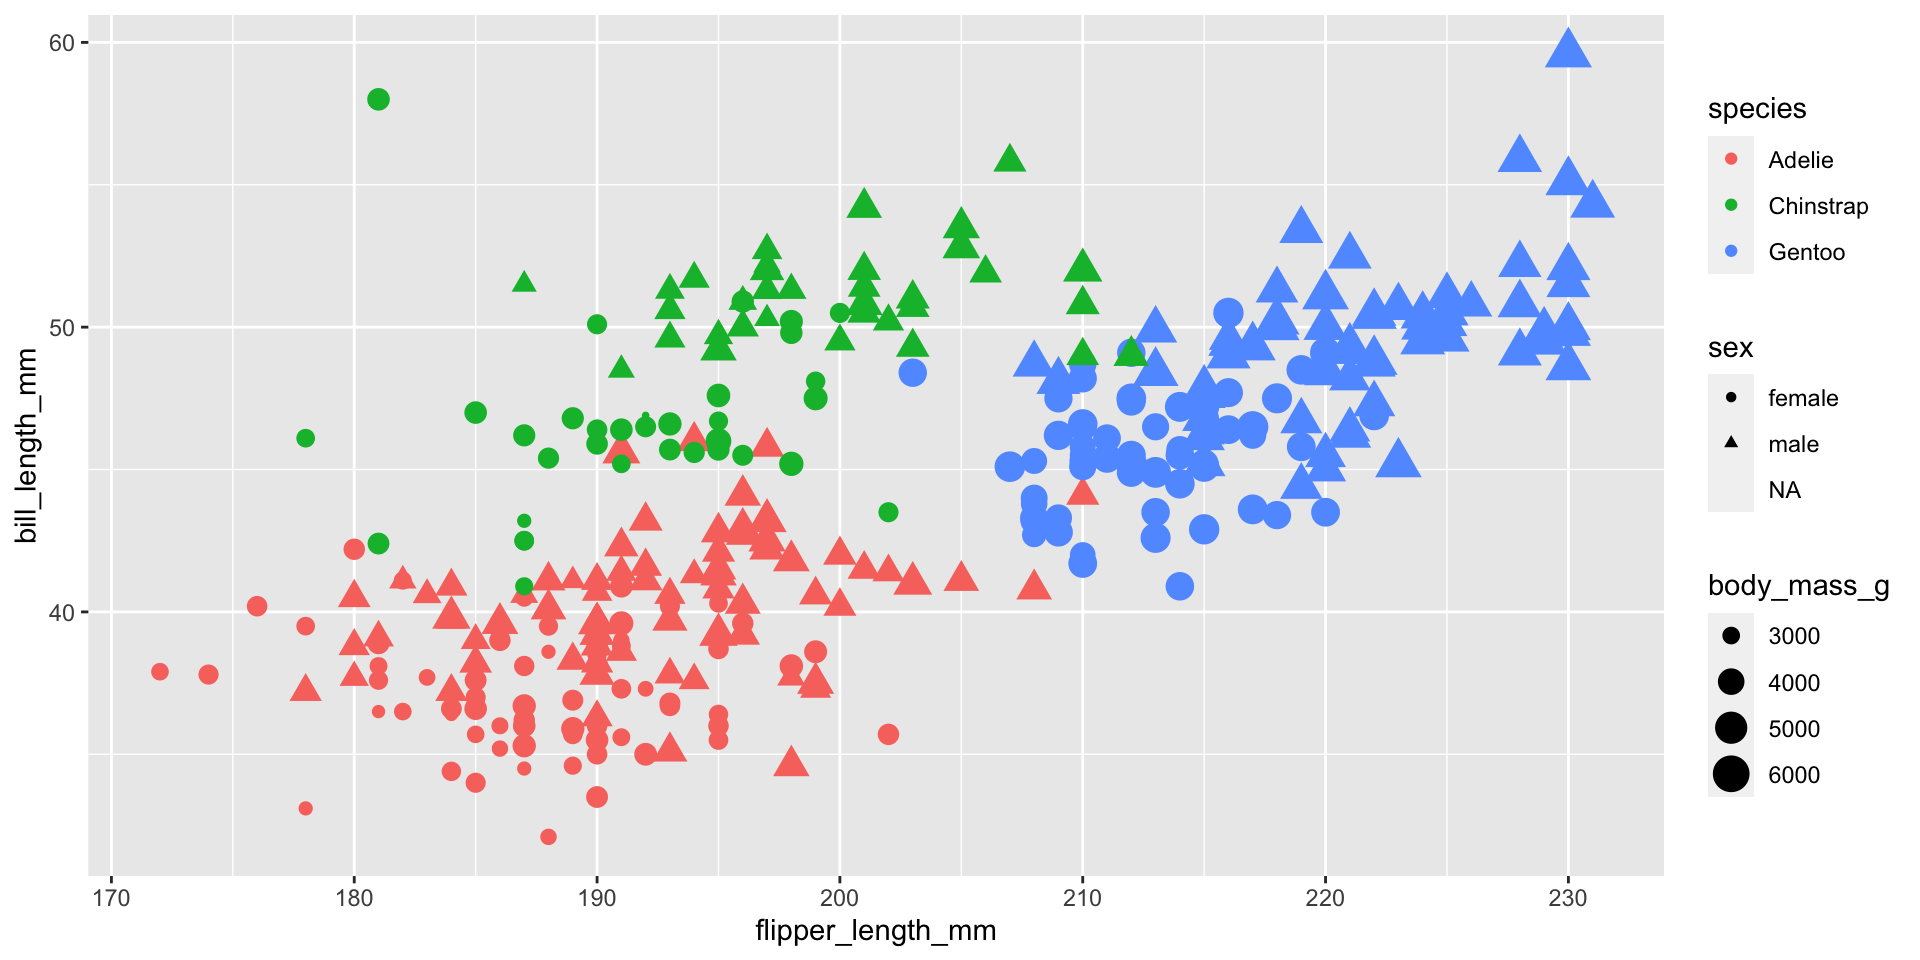 60
50
40
bill_length_mm
170 180 190 200 210 220 230
flipper_length_mm
species
Adelie
Chinstrap
Gentoo
sex
female
male
NA
body_mass_g
3000
4000
5000
6000